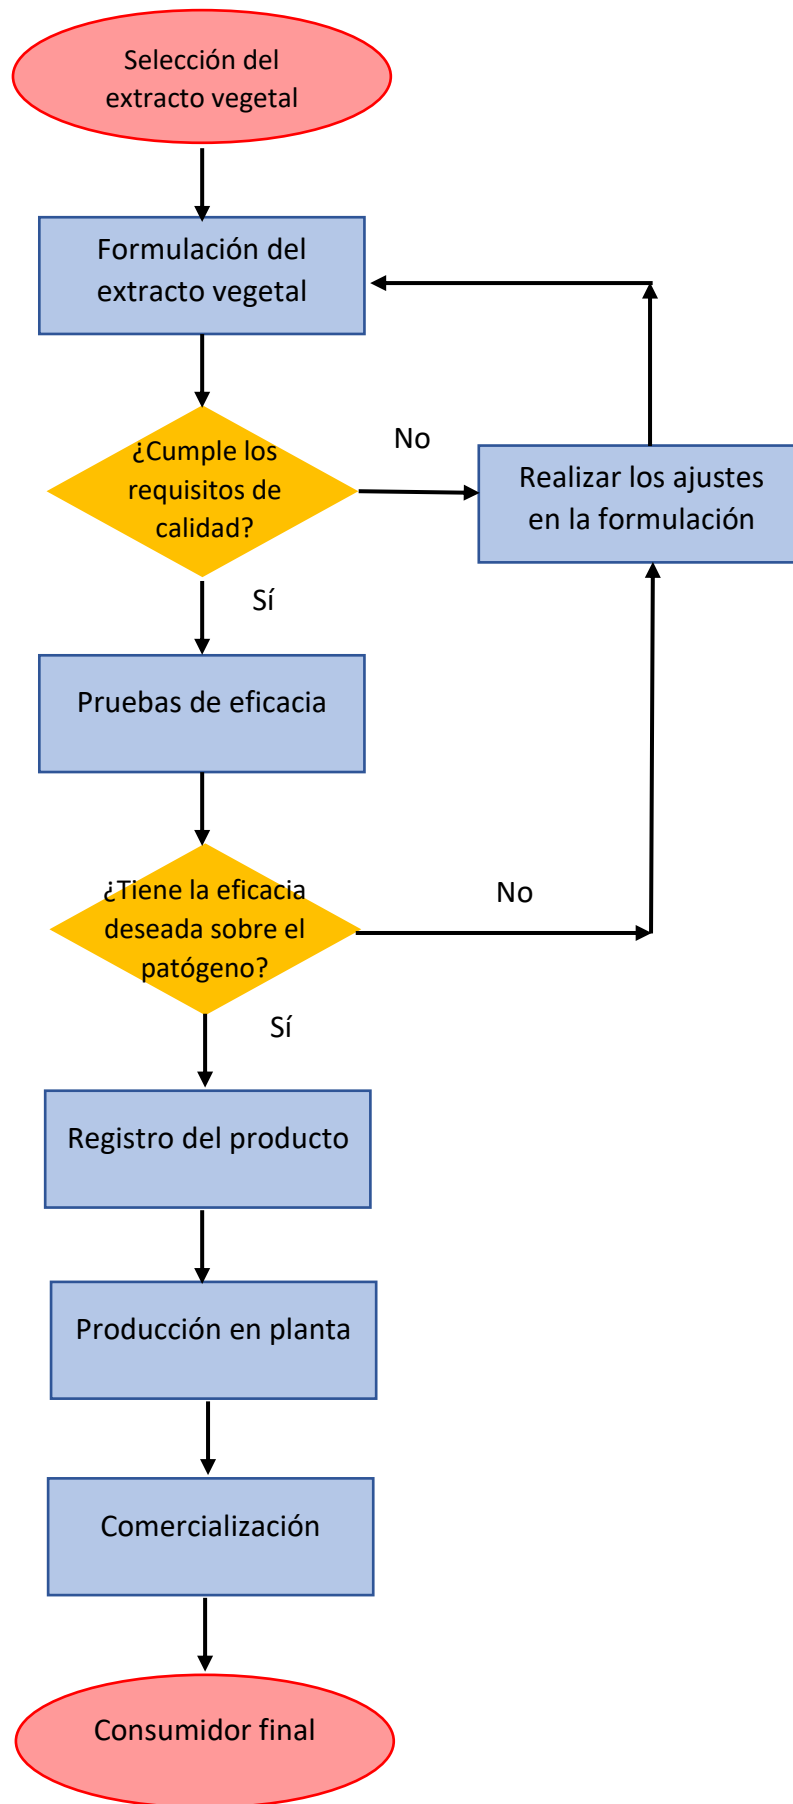 Selección del
extracto vegetal
Formulación del
extracto vegetal
¿Cumple los
requisitos de
calidad?
No
Realizar los ajustes
en la formulación
Sí
Pruebas de eficacia
¿Tiene la eficacia
deseada sobre el
patógeno?
No
Sí
Registro del producto
Producción en planta
Comercialización
Consumidor final